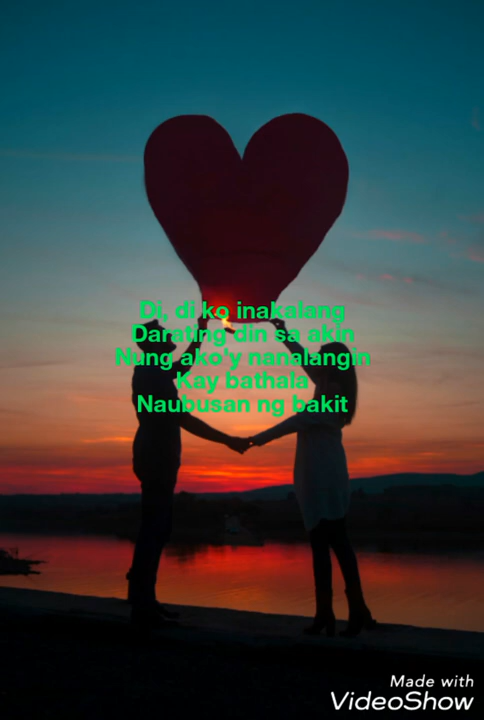 Di, di ko inakalang
Darating din sa akin
Nung ako'y nanalangin
Kay bathala
Naubusan ng bakit
Made with
VideoShow